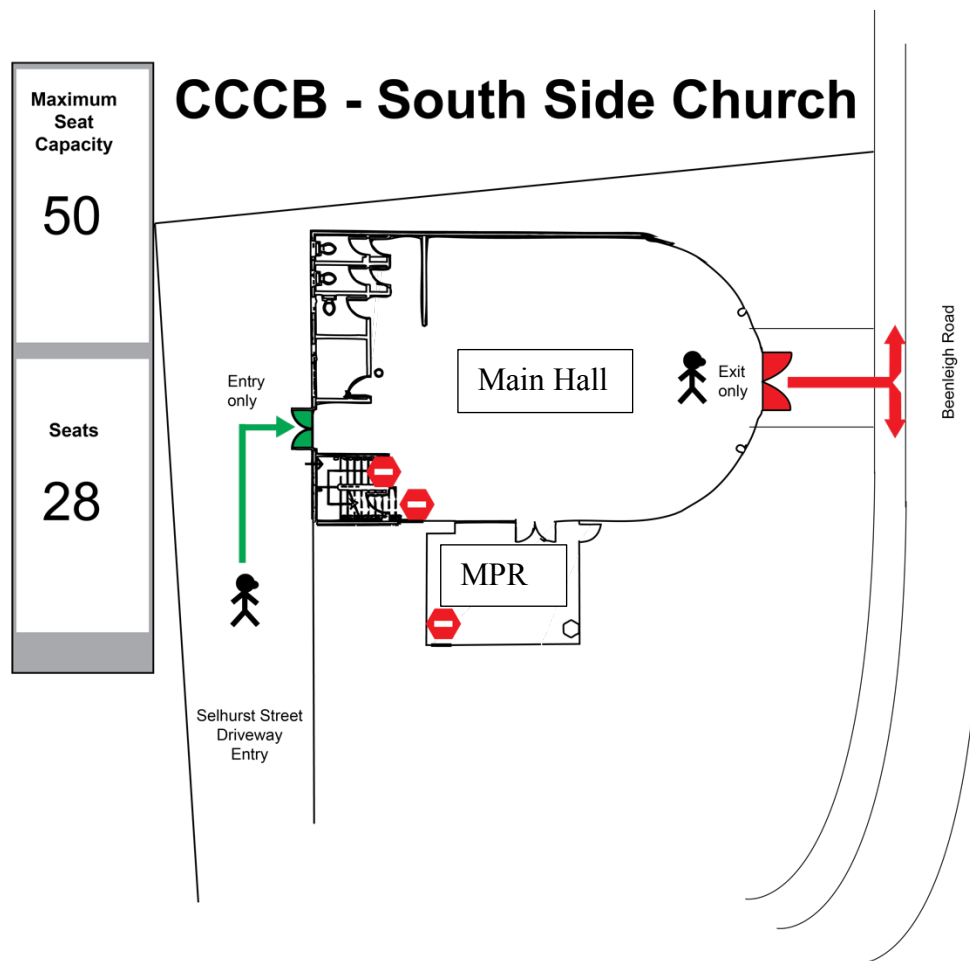 CCCB - South Side Church
Maximum
Seat
Capacity
50
Seats
28
Entry
only
Main Hall
Exit
only
Beenleigh Road
MPR
Selhurst Street
Driveway
Entry